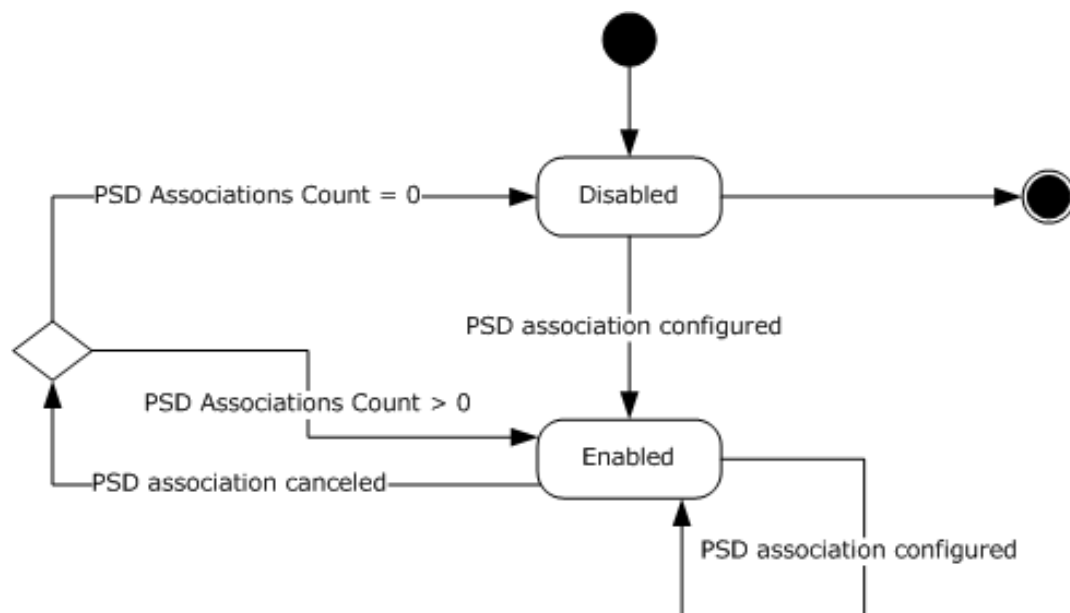 PSD Associations Count = 0
Disabled
PSD association configured
PSD Associations Count > 0
Enabled
PSD association canceled
PSD association configured